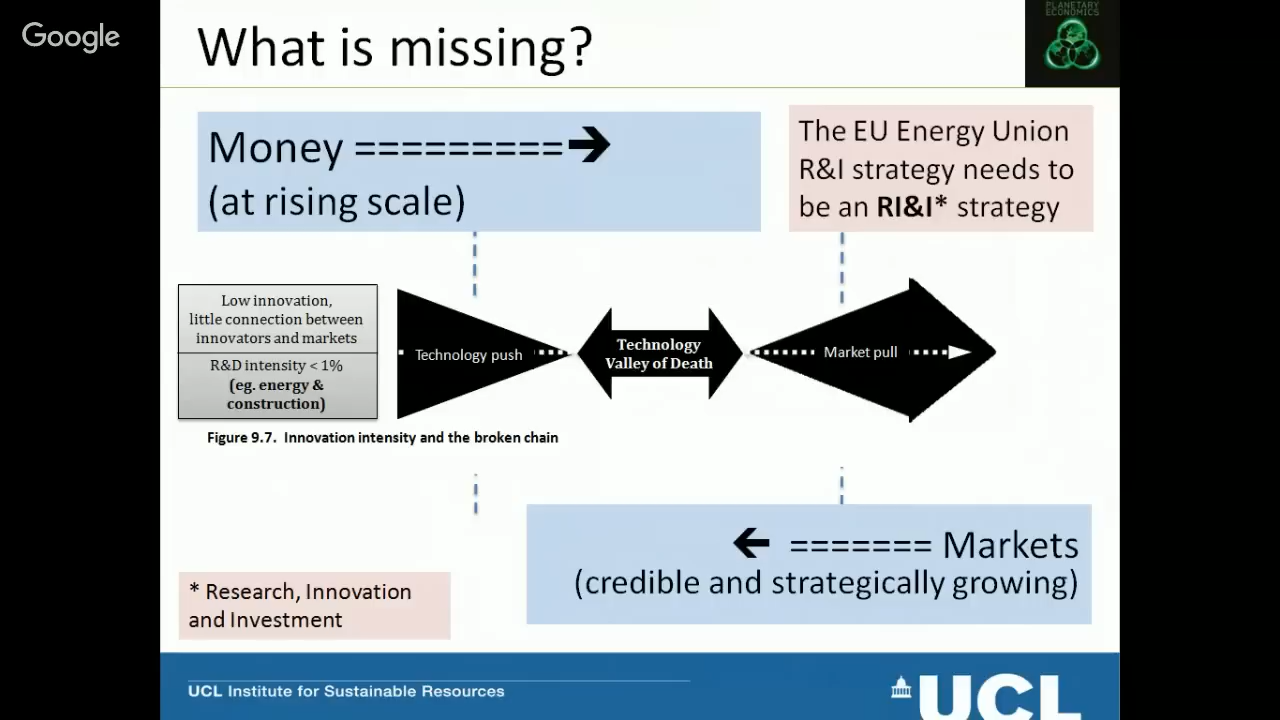 Google
What is missing?
PLANETARY
ECONOMICS
Money =========➔
(at rising scale)
The EU Energy Union
R&I strategy needs to
be an RI&I* strategy
Low innovation,
little connection between
innovators and markets
R&D intensity < 1%
(eg. energy &
construction)
Technology push
Technology
Valley of Death
Market pull
Figure 9.7. Innovation intensity and the broken chain
← ======= Markets
(credible and strategically growing)
* Research, Innovation
and Investment
UCL Institute for Sustainable Resources
UCL